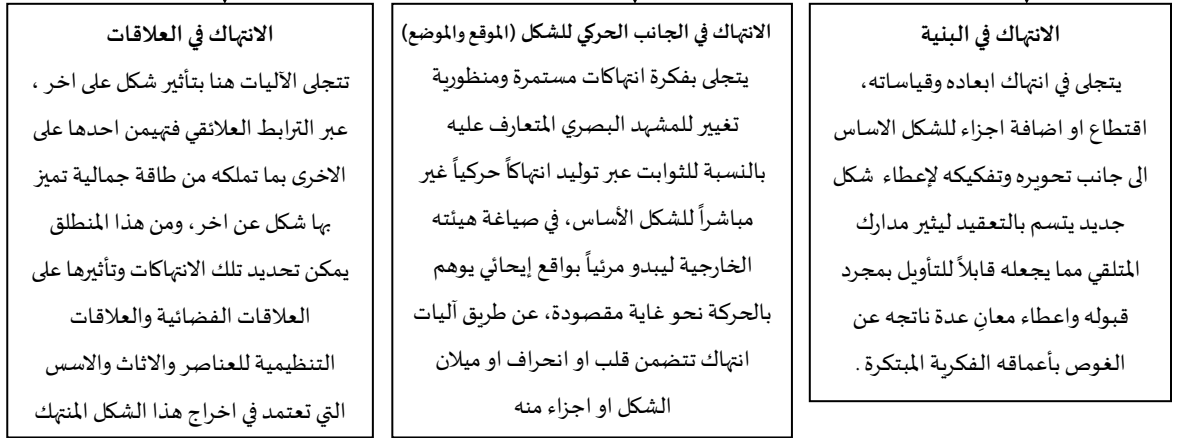 الانتهاك في البنية
يتجلى في انتهاك ابعاده وقياساته،
اقتطاع او اضافة اجزاء للشكل الاساس
الى جانب تحويره وتفكيكه لإعطاء شكل
جديد يتسم بالتعقيد ليثير مدارك
المتلقي مما يجعله قابلاً للتأويل بمجرد
قبوله واعطاء معانِ عدة ناتجه عن
الغوص بأعماقه الفكرية المبتكرة .
الانتهاك في الجانب الحركي للشكل (الموقع والموضع)
يتجلى بفكرة انتهاكات مستمرة ومنظورية
تغيير للمشهد البصري المتعارف عليه
بالنسبة للثوابت عبر توليد انتهاكاً حركياً غير
مباشراً للشكل الأساس، في صياغة هيئته
الخارجية ليبدو مرئياً بواقع إيحائي يوهم
بالحركة نحو غاية مقصودة، عن طريق آليات
انتهاك تتضمن قلب او انحراف او ميلان
الشكل او اجزاء منه
الانتهاك في العلاقات
تتجلى الآليات هنا بتأثير شكل على اخر ،
عبر الترابط العلائقي فتهيمن احدها على
الاخرى بما تملكه من طاقة جمالية تميز
بها شكل عن اخر، ومن هذا المنطلق
يمكن تحديد تلك الانتهاكات وتأثيرها على
العلاقات الفضائية والعلاقات
التنظيمية للعناصر والاثاث والاسس
التي تعتمد في اخراج هذا الشكل المنتهك